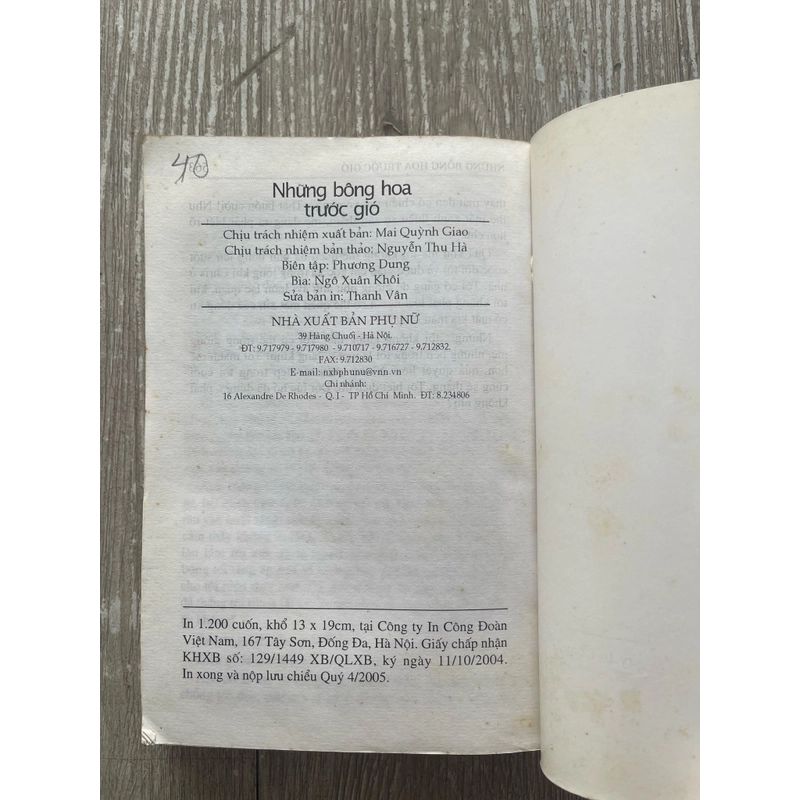 40
Những bông hoa
trước gió
Chịu trách nhiệm xuất bản: Mai Quỳnh Giao
Chịu trách nhiệm bản thảo: Nguyễn Thu Hà
Biên tập: Phương Dung
Bìa: Ngô Xuân Khôi
Sửa bản in: Thanh Vân
NHÀ XUẤT BẢN PHỤ NỮ
39 Hàng Chuối - Hà Nội.
ĐT: 9.717979 - 9.717980 - 9.710717 - 9.716727 - 9.712832.
FAX: 9.712830
E-mail: nxbphunu@vnn.vn
Chi nhánh:
16 Alexandre De Rhodes - Q. I - TP Hồ Chí Minh. ĐT: 8.234806
In 1.200 cuốn, khổ 13 x 19cm, tại Công ty In Công Đoàn
Việt Nam, 167 Tây Sơn, Đống Đa, Hà Nội. Giấy chấp nhận
KHXB số: 129/1449 XB/QLXB, ký ngày 11/10/2004.
In xong và nộp lưu chiểu Quý 4/2005.